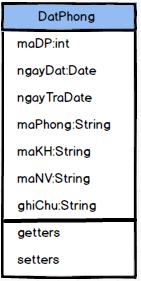 DatPhong
maDP:int
ngayDat:Date
ngayTraDate
maPhong:String
maKH:String
maNV:String
ghiChu:String
getters
setters